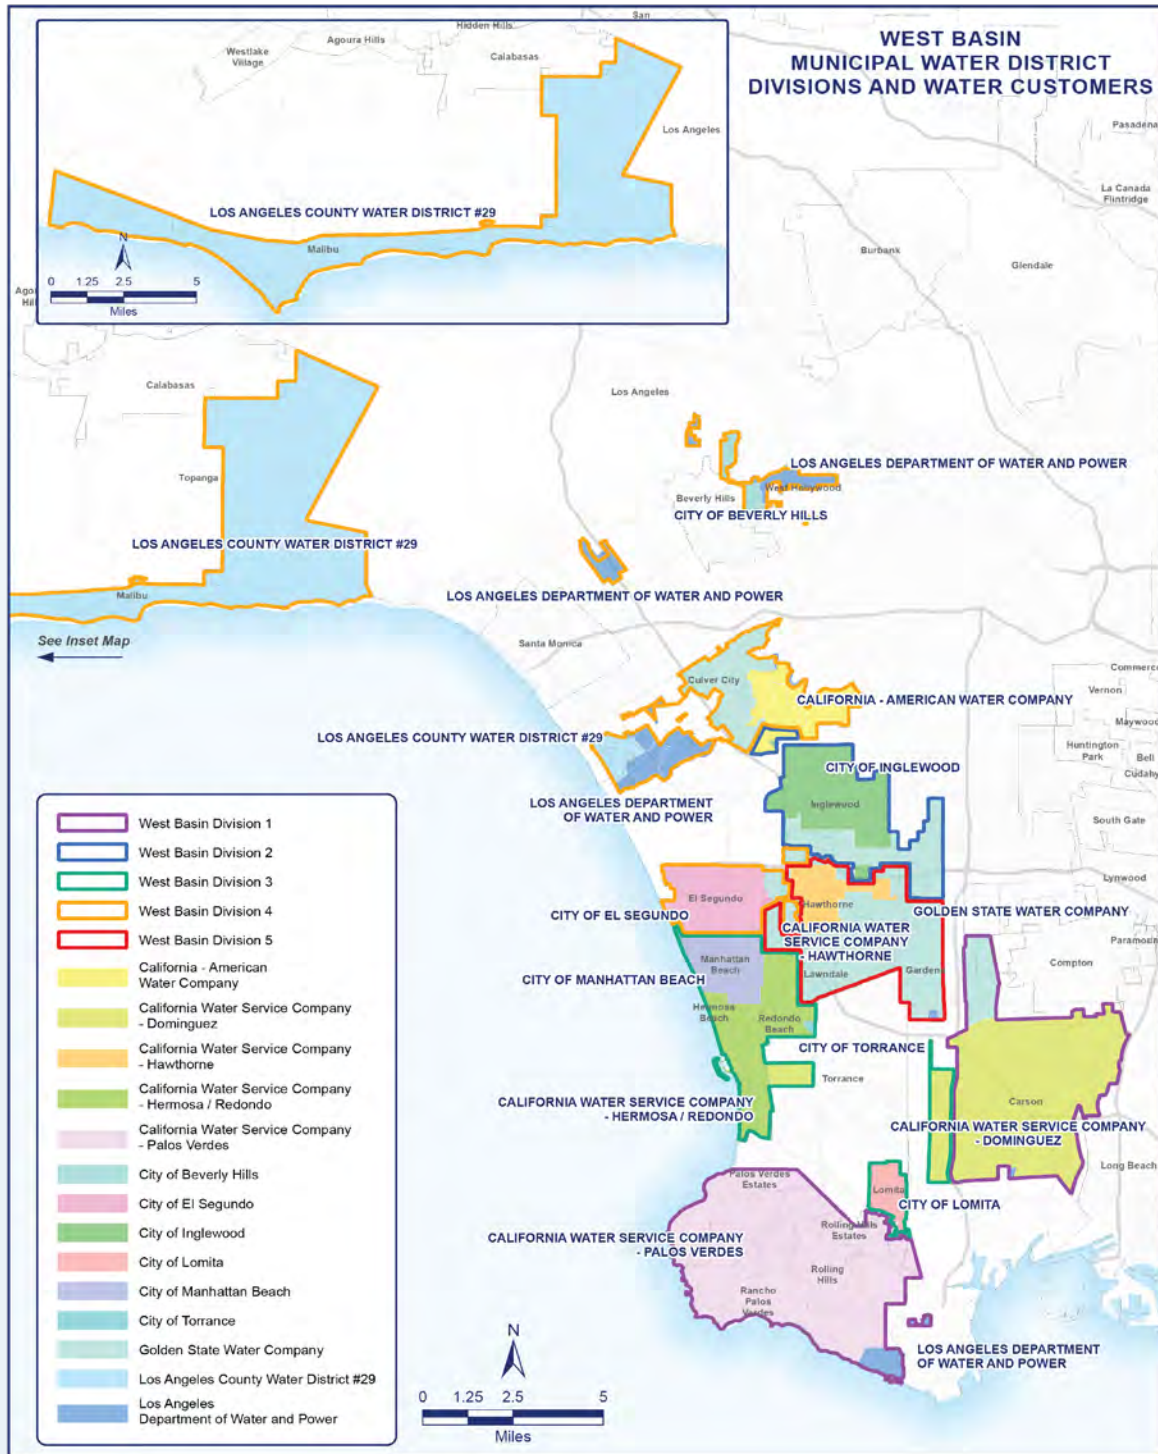 WEST BASIN
MUNICIPAL WATER DISTRICT
DIVISIONS AND WATER CUSTOMERS
San
Hidden Hills
Agoura Hills
Westlake
Village
Calabasas
Los Angeles
LOS ANGELES COUNTY WATER DISTRICT #29
Malibu
N
0 1.25 2.5 5
Miles
Pasadena
La Canada
Flintridge
Burbank
Glendale
Calabasas
Los Angeles
Topanga
LOS ANGELES DEPARTMENT OF WATER AND POWER
West Hollywood
Beverly Hills
CITY OF BEVERLY HILLS
LOS ANGELES COUNTY WATER DISTRICT #29
LOS ANGELES DEPARTMENT OF WATER AND POWER
Malibu
See Inset Map
Santa Monica
Culver City
CALIFORNIA - AMERICAN WATER COMPANY
Commerce
Vernon
Maywood
Huntington
Park
Bell
Cudahy
LOS ANGELES COUNTY WATER DISTRICT #29
CITY OF INGLEWOOD
LOS ANGELES DEPARTMENT
OF WATER AND POWER
Inglewood
South Gate
Lynwood
El Segundo
CITY OF EL SEGUNDO
Hawthorne
GOLDEN STATE WATER COMPANY
CALIFORNIA WATER
SERVICE COMPANY
- HAWTHORNE
Paramount
Compton
Manhattan
Beach
CITY OF MANHATTAN BEACH
Lawndale
Garden
Hermosa
Beach
Redondo
Beach
CITY OF TORRANCE
Torrance
CALIFORNIA WATER SERVICE COMPANY
- HERMOSA / REDONDO
Carson
CALIFORNIA WATER SERVICE COMPANY
- DOMINGUEZ
Long Beach
Palos Verdes
Estates
Lomita
CITY OF LOMITA
Rolling Hills
Estates
CALIFORNIA WATER SERVICE COMPANY
- PALOS VERDES
Rolling
Hills
Rancho
Palos
Verdes
LOS ANGELES DEPARTMENT
OF WATER AND POWER
N
0 1.25 2.5 5
Miles
West Basin Division 1
West Basin Division 2
West Basin Division 3
West Basin Division 4
West Basin Division 5
California - American
Water Company
California Water Service Company
- Dominguez
California Water Service Company
- Hawthorne
California Water Service Company
- Hermosa / Redondo
California Water Service Company
- Palos Verdes
City of Beverly Hills
City of El Segundo
City of Inglewood
City of Lomita
City of Manhattan Beach
City of Torrance
Golden State Water Company
Los Angeles County Water District #29
Los Angeles
Department of Water and Power